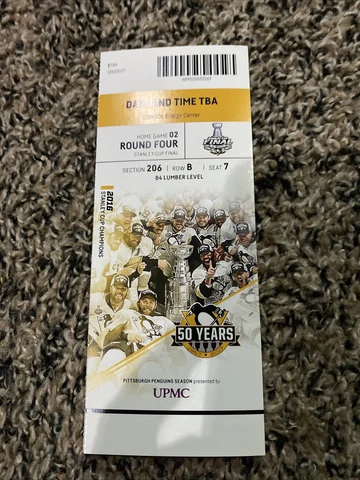 DATE AND TIME TBA
CONSOL Energy Center
HOME GAME 02
ROUND FOUR
STANLEY CUP FINAL
FINAL
SECTION 206 | ROW B | SEAT 7
84 LUMBER LEVEL
2016
STANLEY CUP CHAMPIONS
50 YEARS
PITTSBURGH PENGUINS SEASON presented by
UPMC